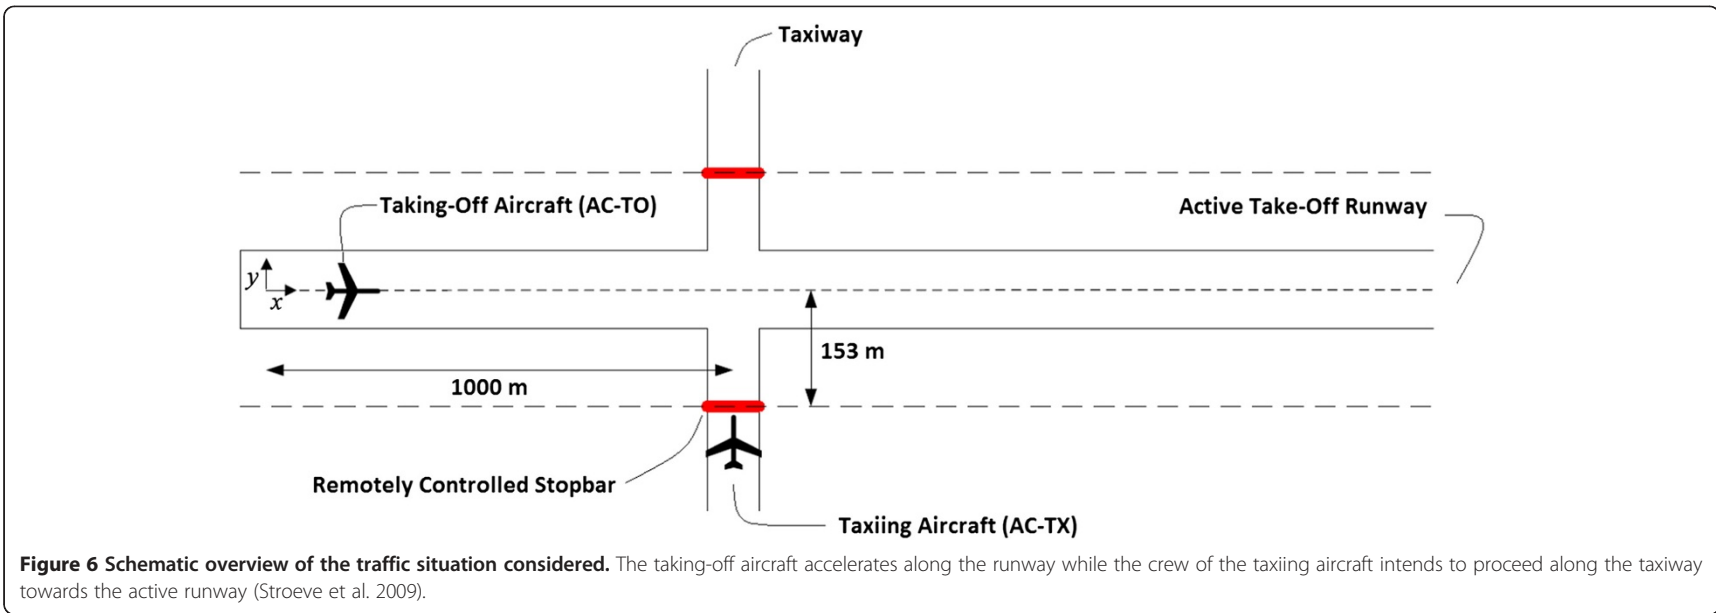 Taxiway
Taking-Off Aircraft (AC-TO)
Active Take-Off Runway
y
x
153 m
1000 m
Remotely Controlled Stopbar
Taxiing Aircraft (AC-TX)
Figure 6 Schematic overview of the traffic situation considered. The taking-off aircraft accelerates along the runway while the crew of the taxiing aircraft intends to proceed along the taxiway
towards the active runway (Stroeve et al. 2009).